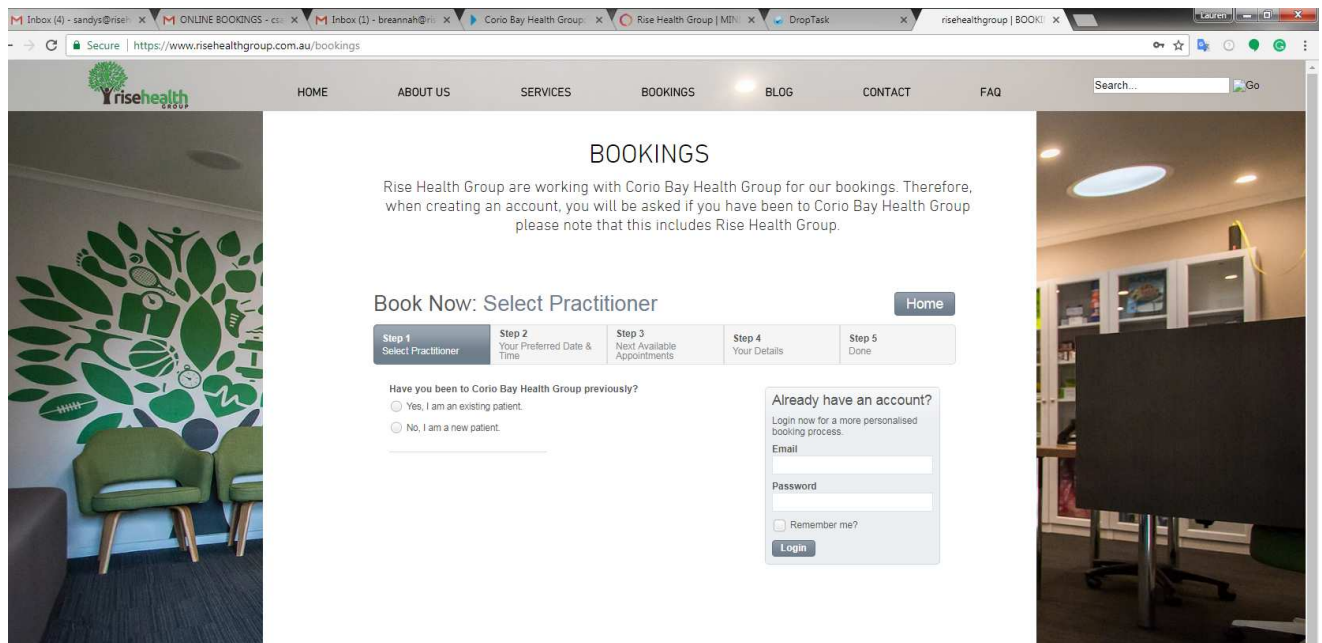 Inbox (4) - sandys@riseh
ONLINE BOOKINGS - csa
Inbox (1) - breannah@ris
Corio Bay Health Group:
Rise Health Group | MIN
DropTask
risehealthgroup | BOOKI
Lauren
Secure | https://www.risehealthgroup.com.au/bookings
risehealth
GROUP
HOME
ABOUT US
SERVICES
BOOKINGS
BLOG
CONTACT
FAQ
Search...
Go
BOOKINGS
Rise Health Group are working with Corio Bay Health Group for our bookings. Therefore,
when creating an account, you will be asked if you have been to Corio Bay Health Group
please note that this includes Rise Health Group.
Book Now: Select Practitioner
Home
Step 1
Select Practitioner
Step 2
Your Preferred Date &
Time
Step 3
Next Available
Appointments
Step 4
Your Details
Step 5
Done
Have you been to Corio Bay Health Group previously?
Yes, I am an existing patient.
No, I am a new patient.
Already have an account?
Login now for a more personalised
booking process.
Email
Password
Remember me?
Login